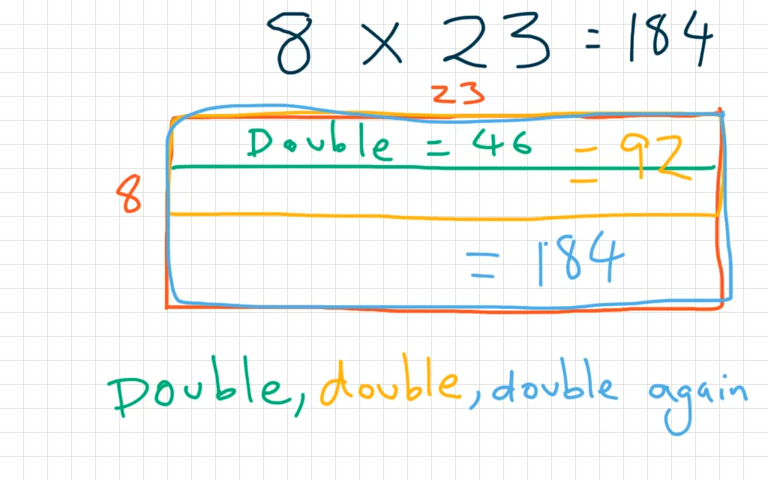 8 × 23 = 184
23
Double = 46 = 92
8
= 184
Double, double, double again